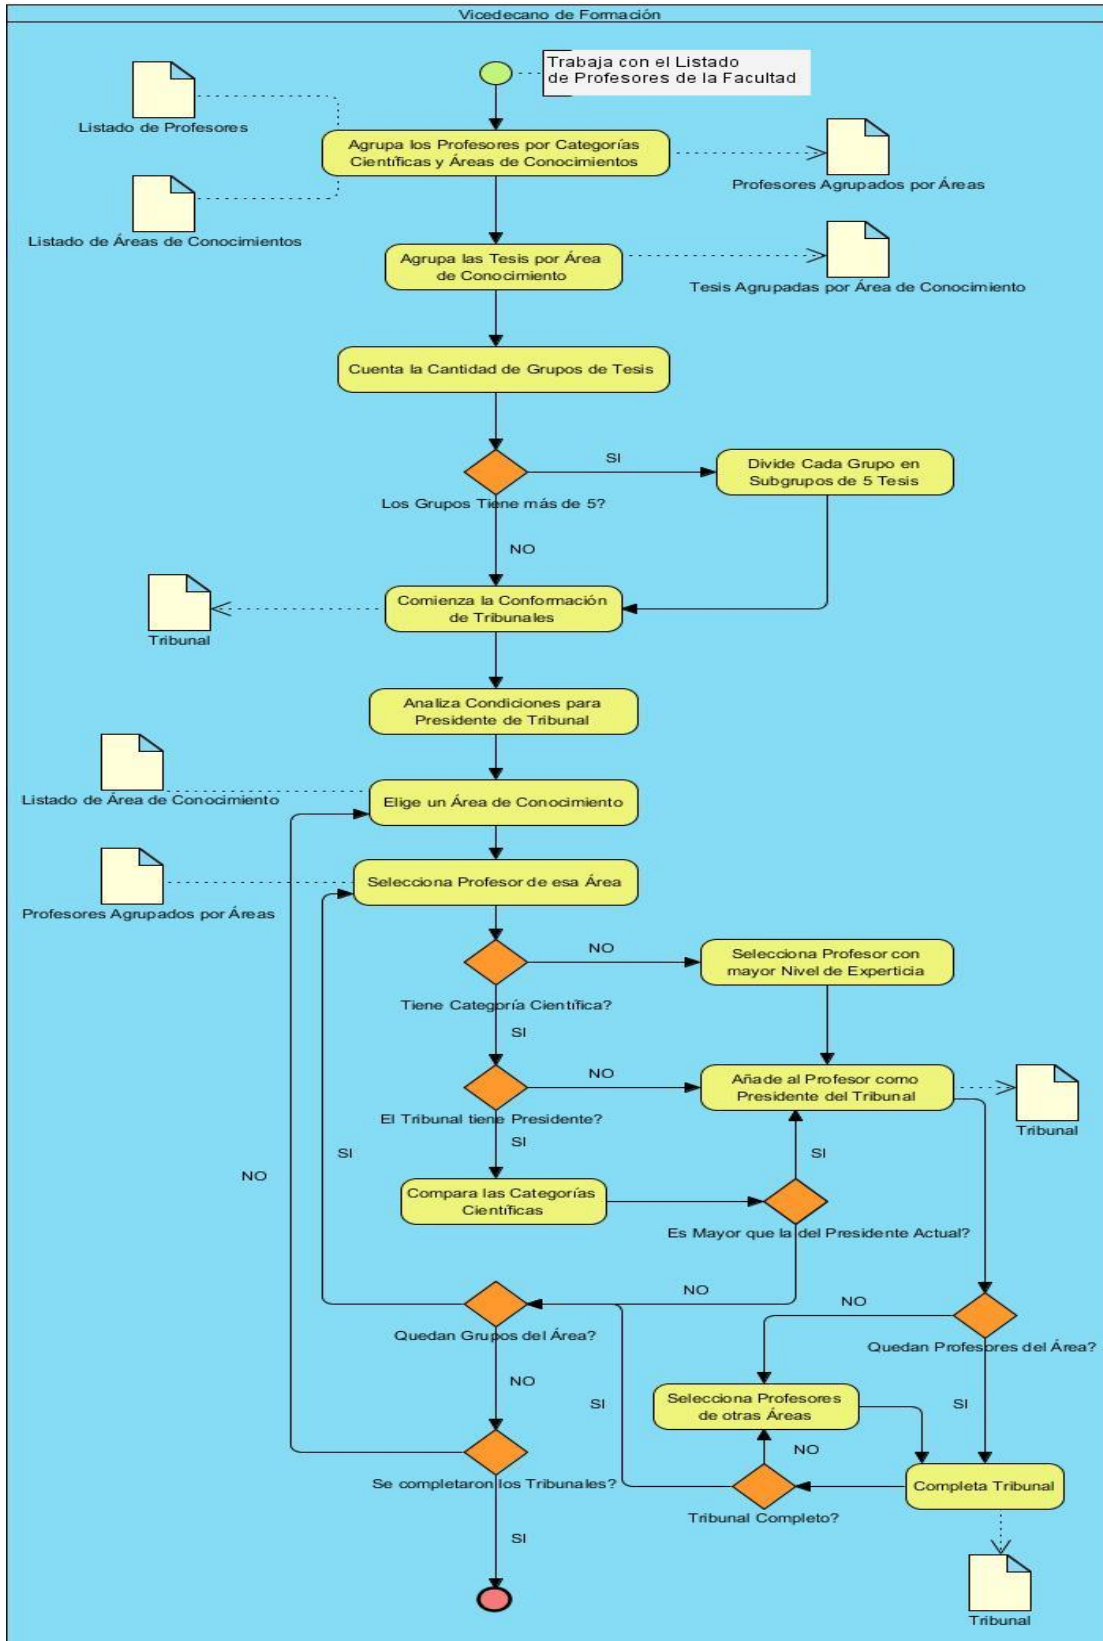 Vicedecano de Formación
Trabaja con el Listado
de Profesores de la Facultad
Listado de Profesores
Agrupa los Profesores por Categorías
Científicas y Áreas de Conocimientos
Profesores Agrupados por Áreas
Listado de Áreas de Conocimientos
Agrupa las Tesis por Área
de Conocimiento
Tesis Agrupadas por Área de Conocimiento
Cuenta la Cantidad de Grupos de Tesis
SI
Divide Cada Grupo en
Subgrupos de 5 Tesis
Los Grupos Tiene más de 5?
NO
Comienza la Conformación
de Tribunales
Tribunal
Analiza Condiciones para
Presidente de Tribunal
Listado de Área de Conocimiento
Elige un Área de Conocimiento
Selecciona Profesor de esa Área
Profesores Agrupados por Áreas
NO
Selecciona Profesor con
mayor Nivel de Experticia
Tiene Categoría Científica?
SI
NO
Añade al Profesor como
Presidente del Tribunal
El Tribunal tiene Presidente?
Tribunal
SI
SI
SI
NO
Compara las Categorías
Científicas
Es Mayor que la del Presidente Actual?
NO
NO
Quedan Grupos del Área?
Quedan Profesores del Área?
NO
Selecciona Profesores
de otras Áreas
SI
SI
NO
Se completaron los Tribunales?
Completa Tribunal
Tribunal Completo?
SI
Tribunal